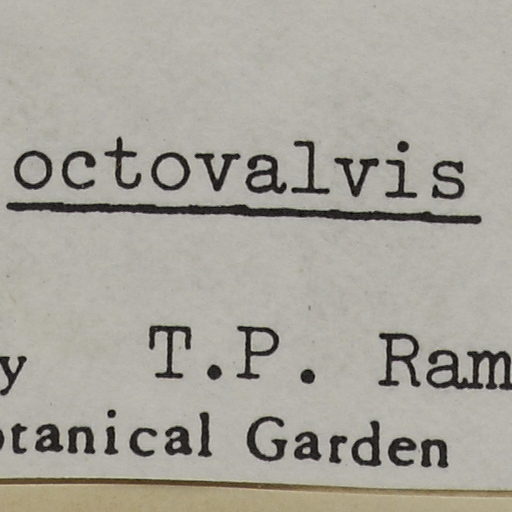 octovalvis
y T.P. Ram
otanical Garden